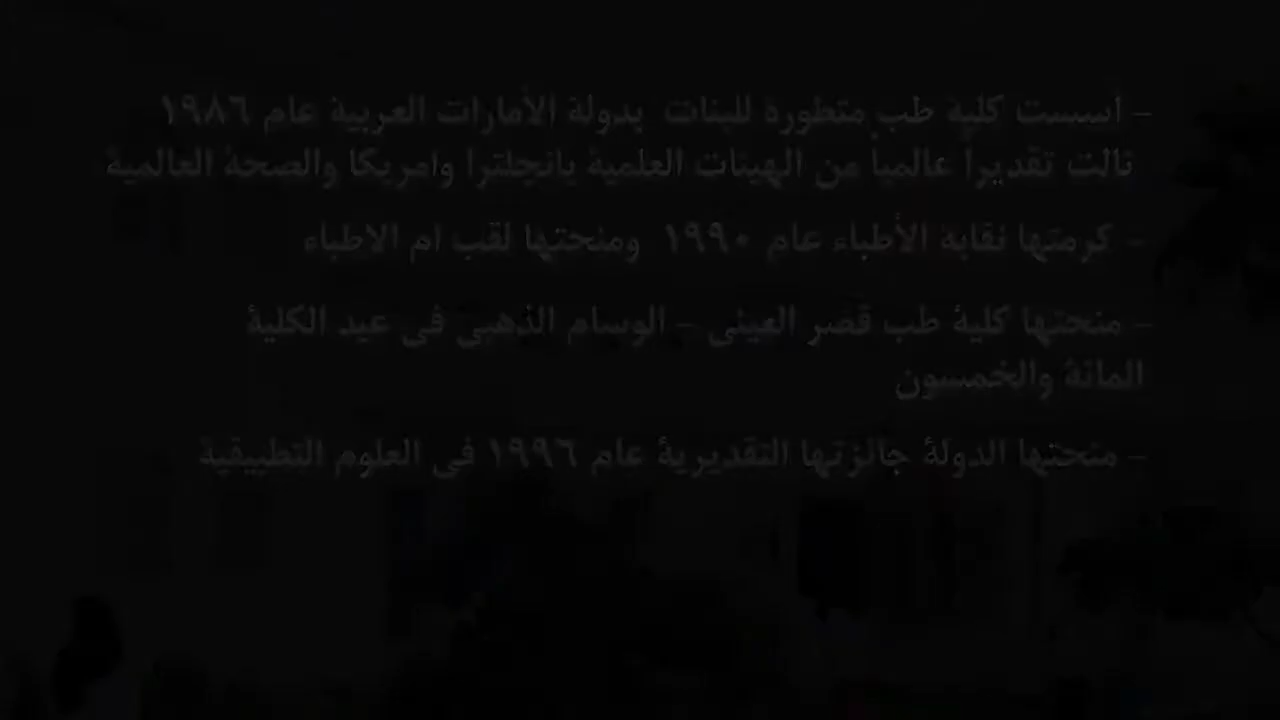 - اسست كلية طب متطورة للبنات بدولة الأمارات العربية عام ١٩٨٦
نالت تقديراً عالمياً من الهيئات العلمية بانجلترا وامريكا والصحة العالمية
- كرمتها نقابة الأطباء عام ١٩٩٠ ومنحتها لقب ام الاطباء
- منحتها كلية طب قصر العينى - الوسام الذهبى فى عيد الكلية
المائة والخمسون
- منحتها الدولة جائزتها التقديرية عام ١٩٩٦ فى العلوم التطبيقية